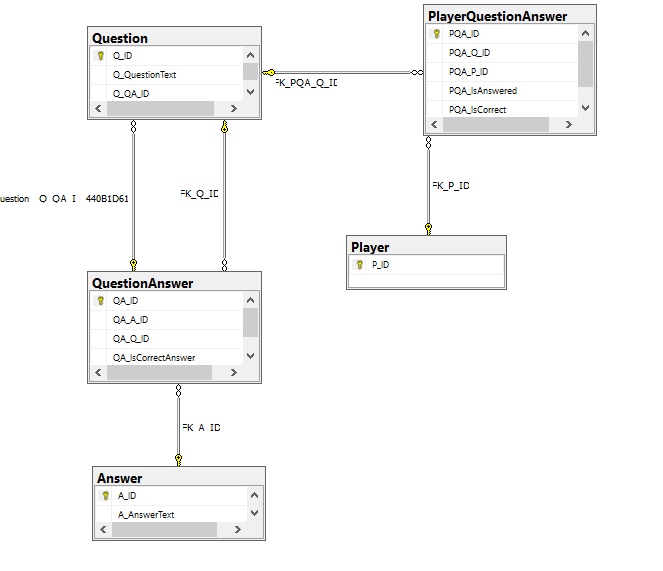 Question
Q_ID
Q_QuestionText
Q_QA_ID
PlayerQuestionAnswer
PQA_ID
PQA_Q_ID
PQA_P_ID
PQA_IsAnswered
PQA_IsCorrect
FK_PQA_Q_ID
FK_P_ID
uestion Q QA I 440B1D61
FK_Q_ID
Player
P_ID
QuestionAnswer
QA_ID
QA_A_ID
QA_Q_ID
QA_IsCorrectAnswer
FK A ID
Answer
A_ID
A_AnswerText